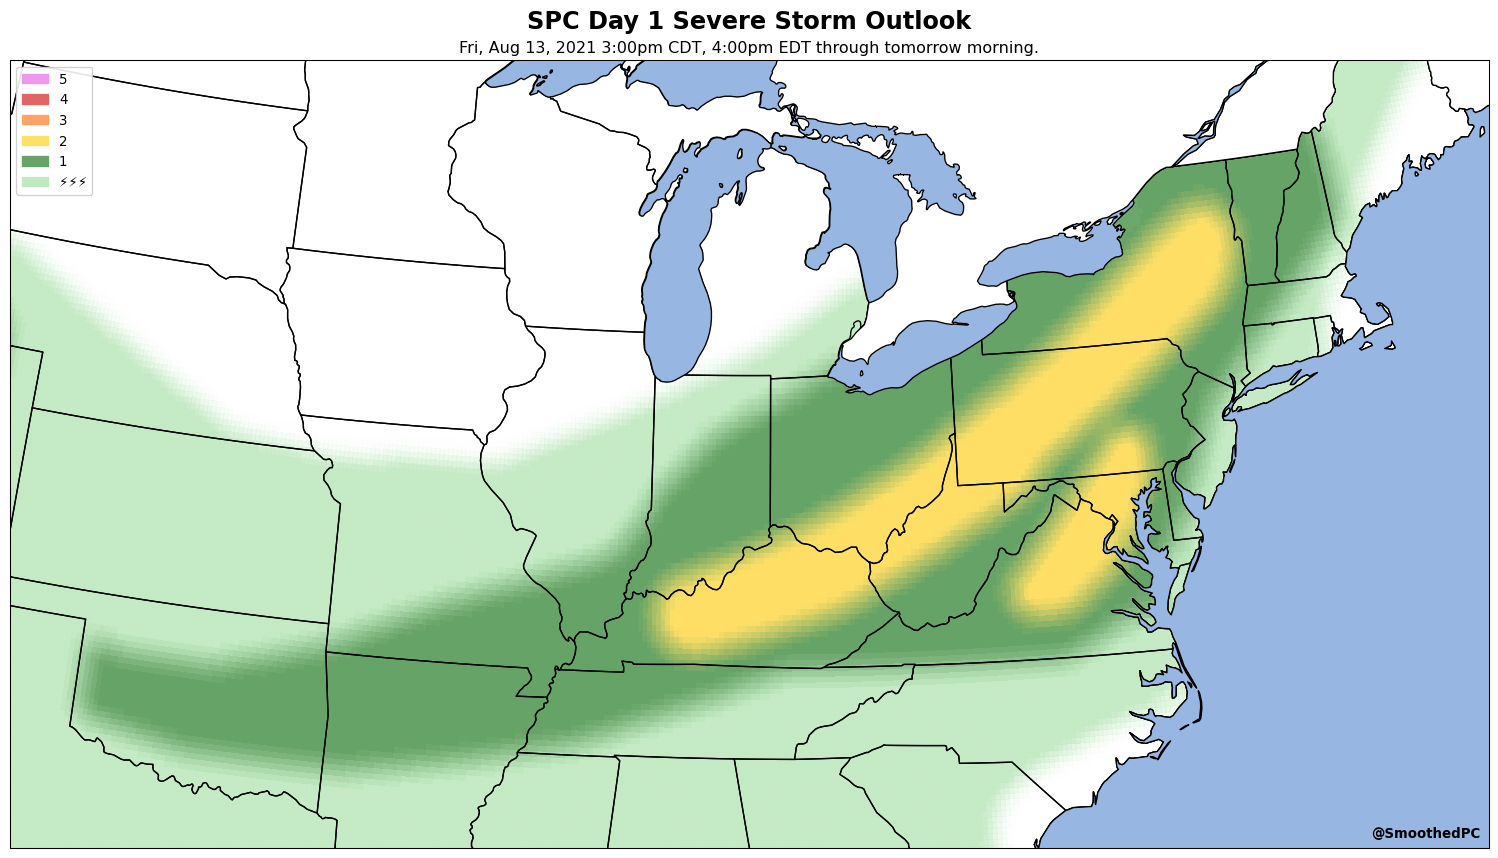 SPC Day 1 Severe Storm Outlook
Fri, Aug 13, 2021 3:00pm CDT, 4:00pm EDT through tomorrow morning.
5
4
3
2
1
⚡⚡⚡
@SmoothedPC